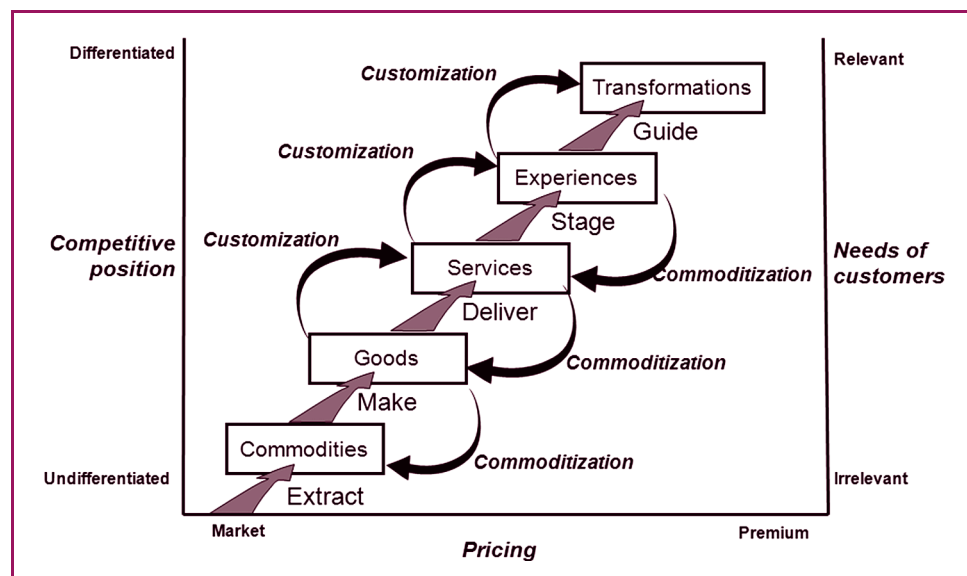 Differentiated
Relevant
Customization
Transformations
Guide
Customization
Experiences
Stage
Customization
Competitive
position
Services
Commoditization
Needs of
customers
Deliver
Goods
Commoditization
Make
Commodities
Commoditization
Undifferentiated
Extract
Irrelevant
Market
Premium
Pricing